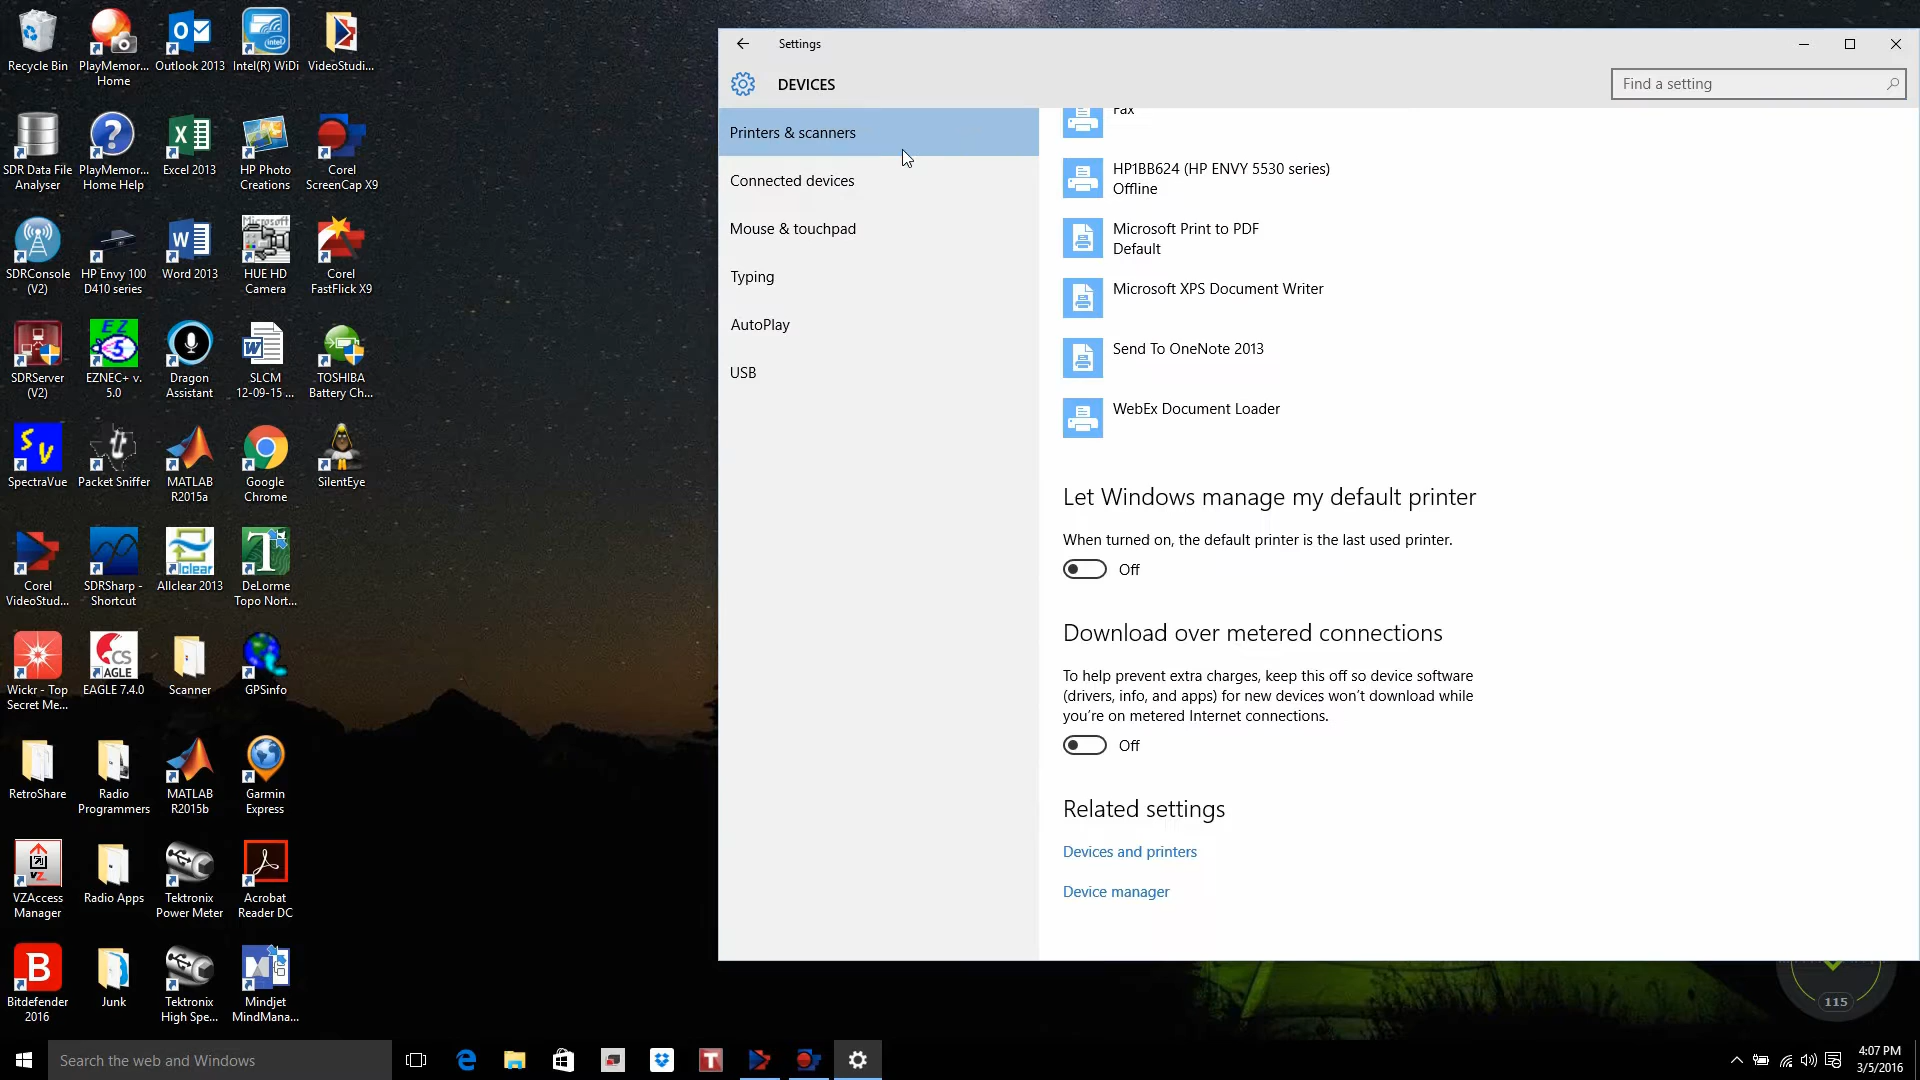 Recycle Bin
PlayMemor...
Home
Outlook 2013
Intel(R) WiDi
VideoStudi...
SDR Data File
Analyser
PlayMemor...
Home Help
Excel 2013
HP Photo
Creations
Corel
ScreenCap X9
SDRConsole
(V2)
HP Envy 100
D410 series
Word 2013
Microsoft
HUE HD
Camera
Corel
FastFlick X9
SDRServer
(V2)
EZ
5
EZNEC+ v.
5.0
Dragon
Assistant
SLCM
12-09-15 ...
TOSHIBA
Battery Ch...
SpectraVue
Packet Sniffer
MATLAB
R2015a
Google
Chrome
SilentEye
Corel
VideoStud...
SDRSharp -
Shortcut
Allclear 2013
DeLorme
Topo Nort...
Wickr - Top
Secret Me...
EAGLE 7.4.0
Scanner
GPSinfo
RetroShare
Radio
Programmers
MATLAB
R2015b
Garmin
Express
VZAccess
Manager
Radio Apps
Tektronix
Power Meter
Acrobat
Reader DC
Bitdefender
2016
Junk
Tektronix
High Spe...
Mindjet
MindMana...
Settings
DEVICES
Find a setting
Printers & scanners
Connected devices
Mouse & touchpad
Typing
AutoPlay
USB
Fax
HP1BB624 (HP ENVY 5530 series)
Offline
Microsoft Print to PDF
Default
Microsoft XPS Document Writer
Send To OneNote 2013
WebEx Document Loader
Let Windows manage my default printer
When turned on, the default printer is the last used printer.
Off
Download over metered connections
To help prevent extra charges, keep this off so device software
(drivers, info, and apps) for new devices won't download while
you're on metered Internet connections.
Off
Related settings
Devices and printers
Device manager
115
Search the web and Windows
4:07 PM
3/5/2016